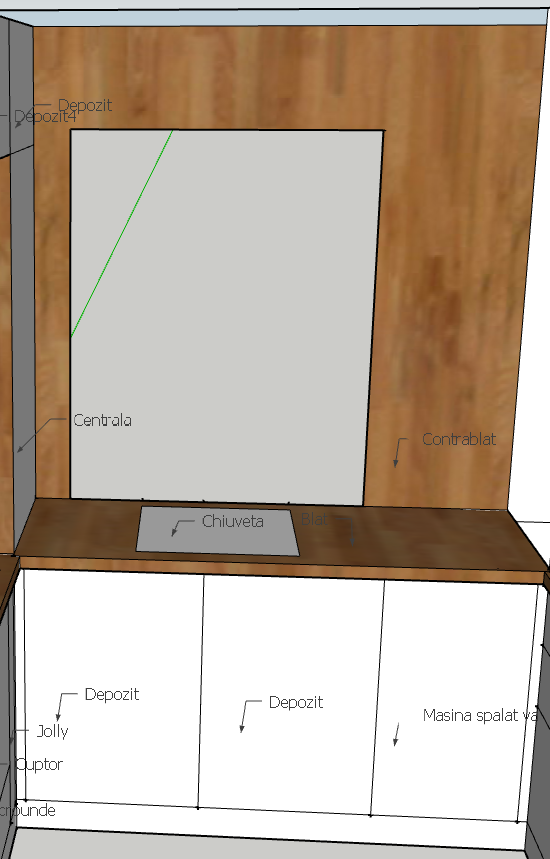 Depozit
Depozit4
Centrala
Contrablat
Chiuveta
Blat
Depozit
Depozit
Masina spalat va
Jolly
Cuptor
crounde